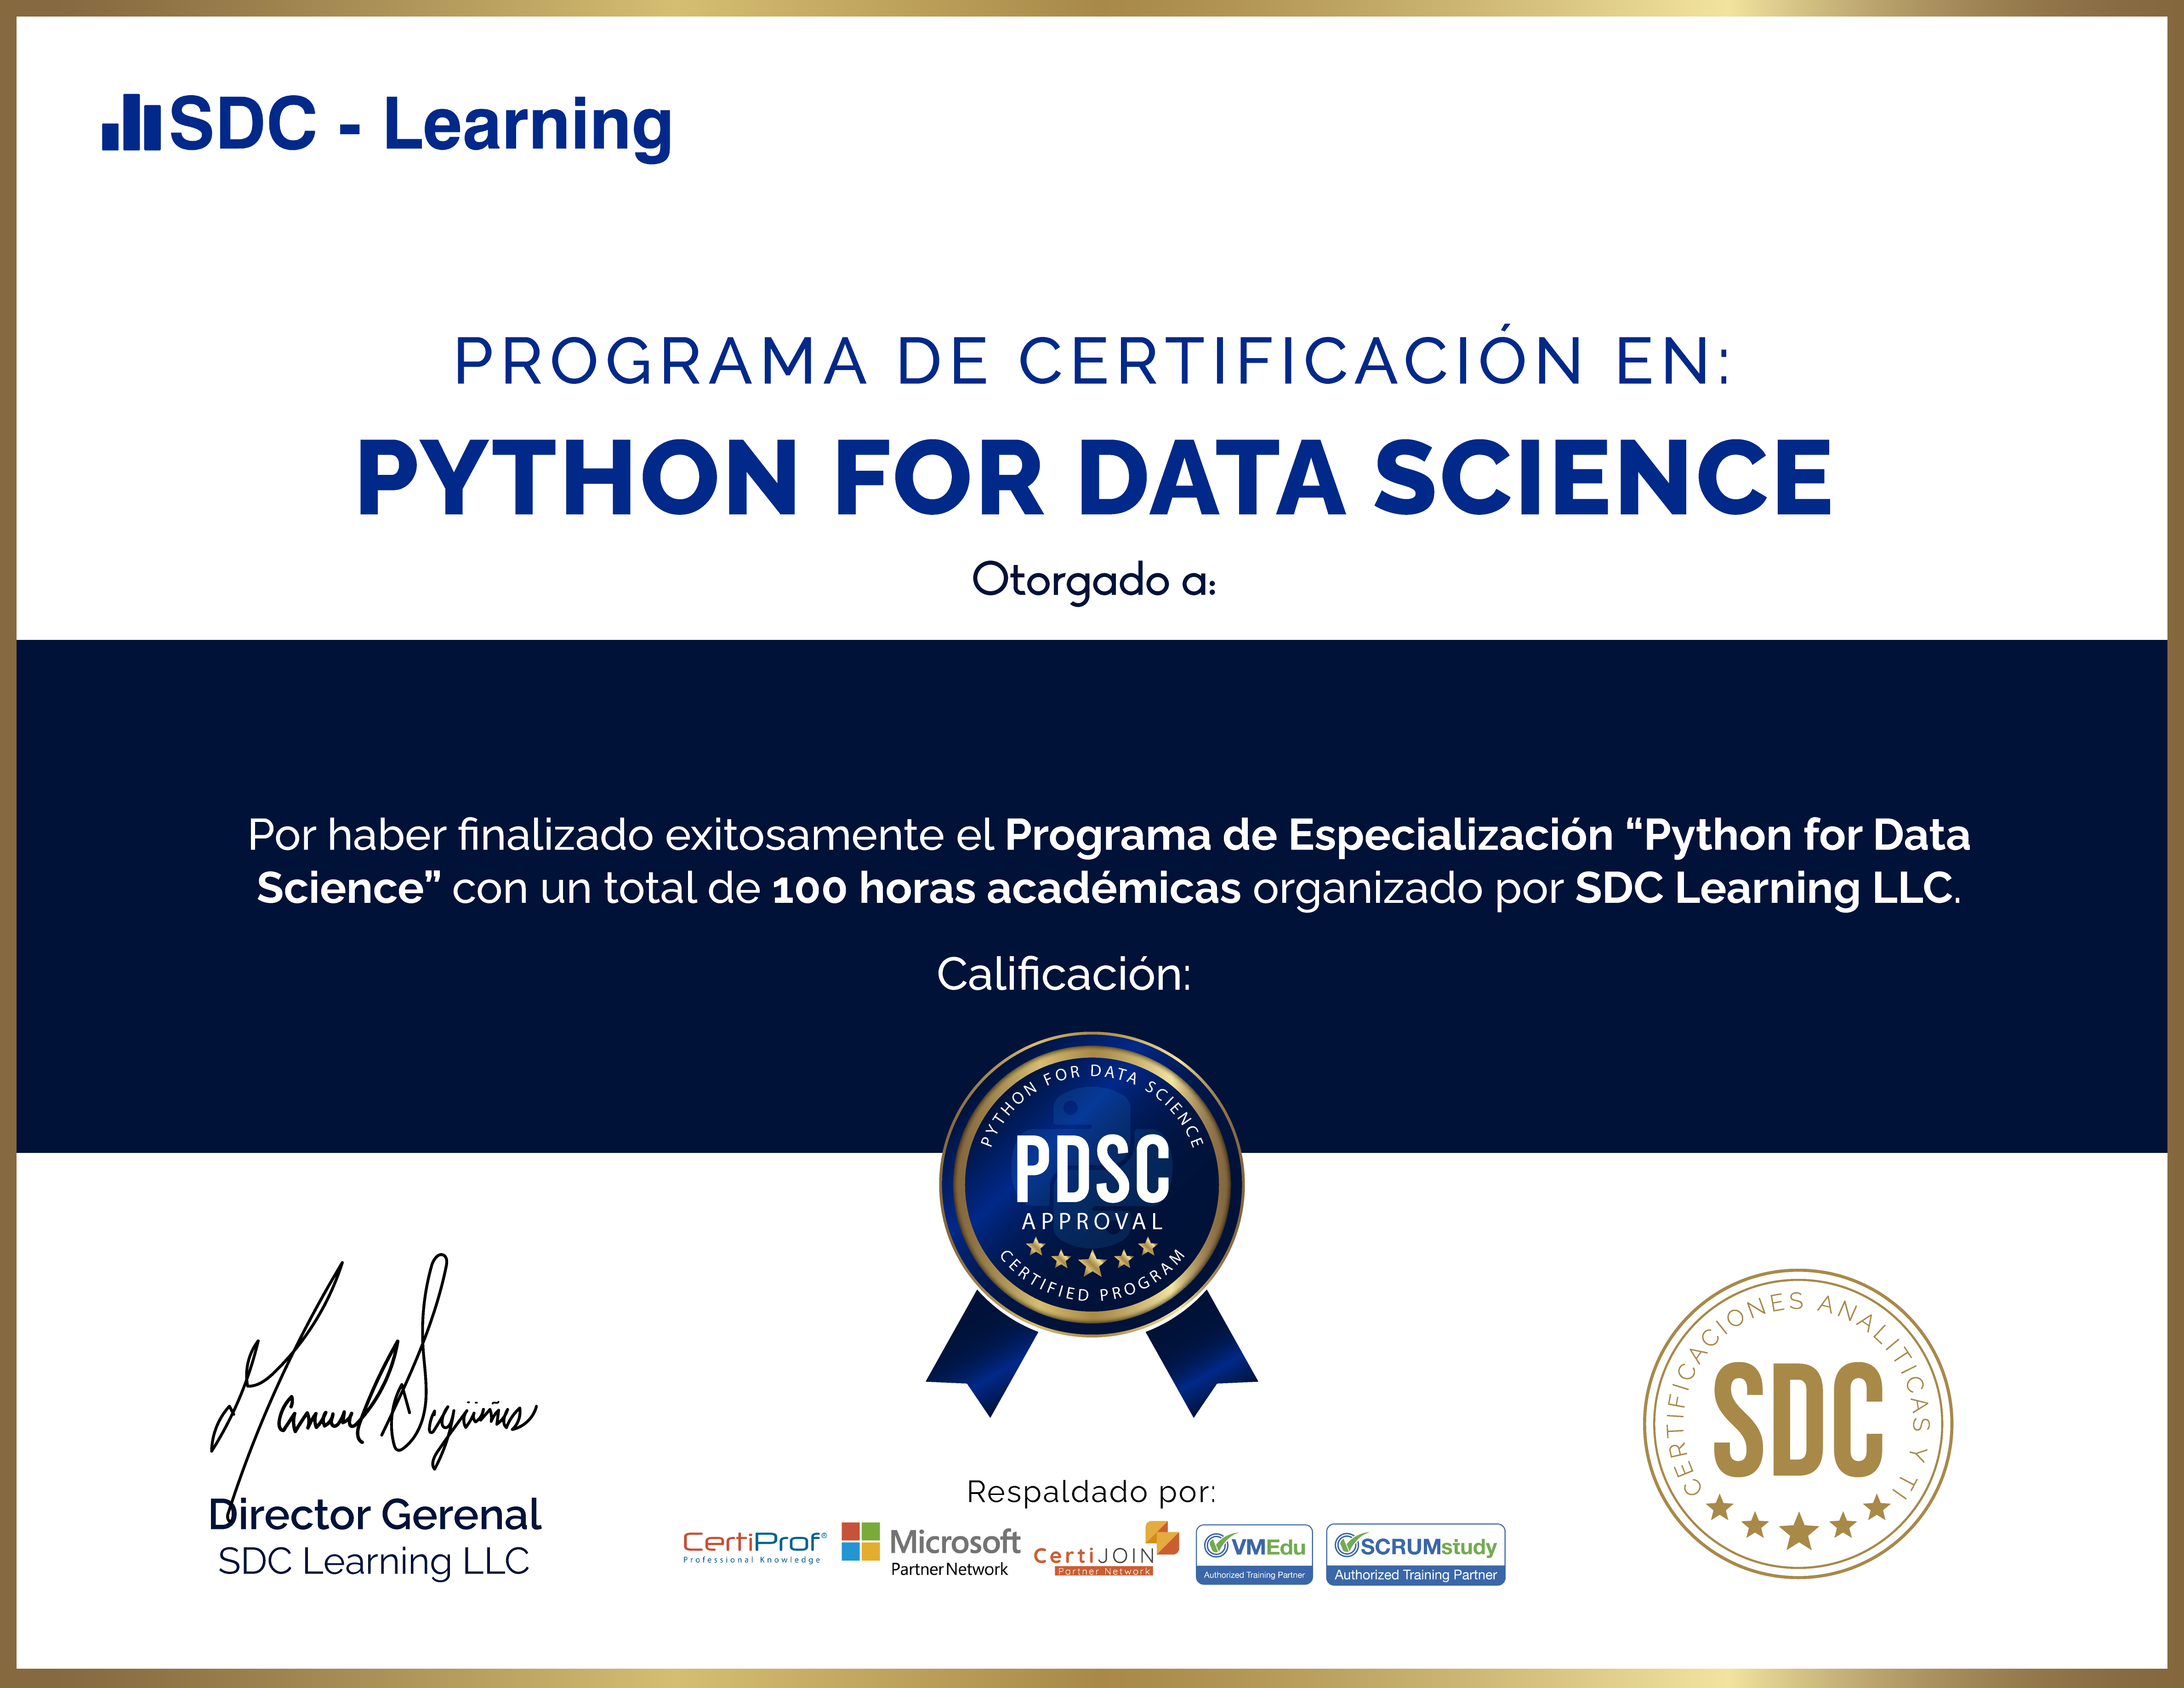 SDC - Learning
PROGRAMA DE CERTIFICACIÓN EN:
PYTHON FOR DATA SCIENCE
Otorgado a:
Por haber finalizado exitosamente el Programa de Especialización “Python for Data
Science” con un total de 100 horas académicas organizado por SDC Learning LLC.
Calificación:
PYTHON FOR DATA SCIENCE
PDSC
APPROVAL
CERTIFIED PROGRAM
Director Gerenal
SDC Learning LLC
Respaldado por:
CertiProf®
Professional Knowledge
Microsoft
Partner Network
CertiJOIN
Partner Network
VMEdu
Authorized Training Partner
SCRUMstudy
Authorized Training Partner
CERTIFICACIONES ANALITICAS Y TI
SDC